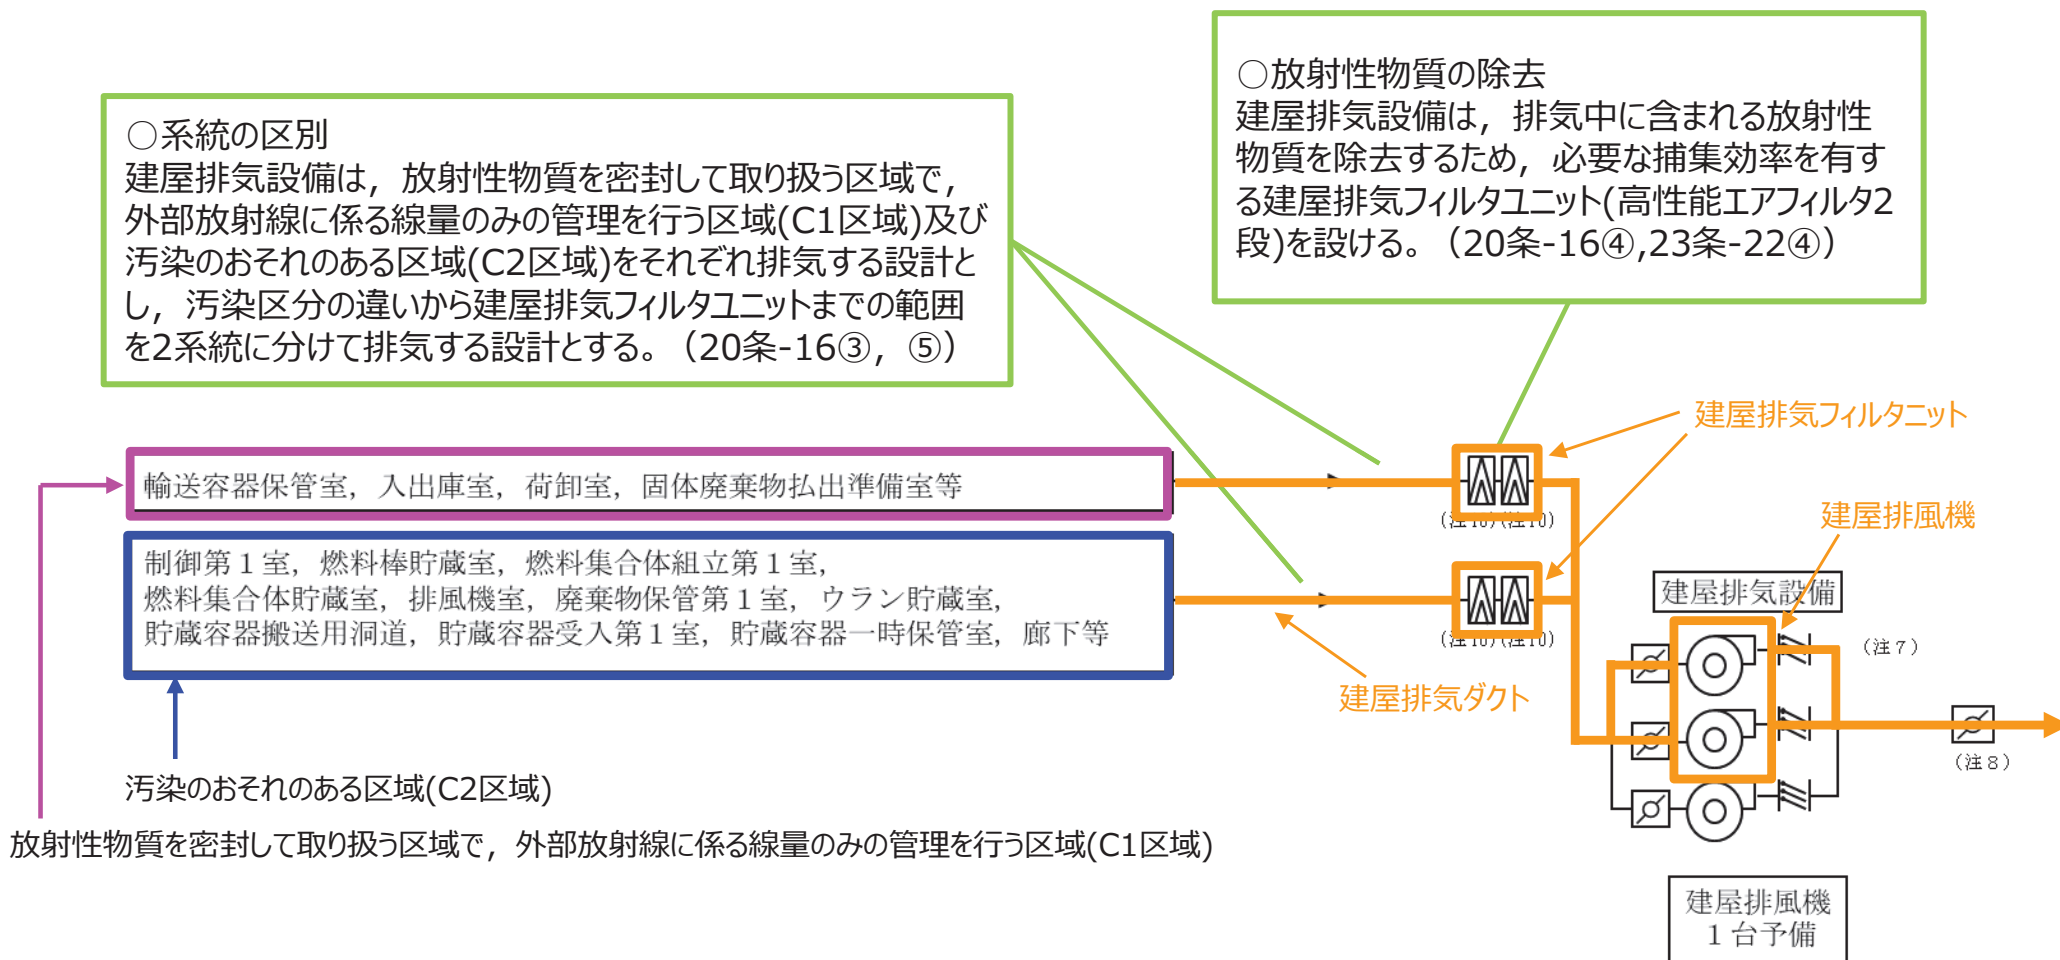 ○系統の区別
建屋排気設備は，放射性物質を密封して取り扱う区域で，
外部放射線に係る線量のみの管理を行う区域(C1区域)及び
汚染のおそれのある区域(C2区域)をそれぞれ排気する設計と
し，汚染区分の違いから建屋排気フィルタユニットまでの範囲
を2系統に分けて排気する設計とする。（20条-16③，⑤）
○放射性物質の除去
建屋排気設備は，排気中に含まれる放射性
物質を除去するため，必要な捕集効率を有す
る建屋排気フィルタユニット(高性能エアフィルタ2
段)を設ける。（20条-16④,23条-22④）
建屋排気フィルタニット
輸送容器保管室，入出庫室，荷卸室，固体廃棄物払出準備室等
(注10)(注10)
建屋排風機
制御第１室，燃料棒貯蔵室，燃料集合体組立第１室，
燃料集合体貯蔵室，排風機室，廃棄物保管第１室，ウラン貯蔵室，
貯蔵容器搬送用洞道，貯蔵容器受入第１室，貯蔵容器一時保管室，廊下等
建屋排気設備
(注10)(注10)
(注７)
建屋排気ダクト
(注８)
汚染のおそれのある区域(C2区域)
放射性物質を密封して取り扱う区域で，外部放射線に係る線量のみの管理を行う区域(C1区域)
建屋排風機
１台予備